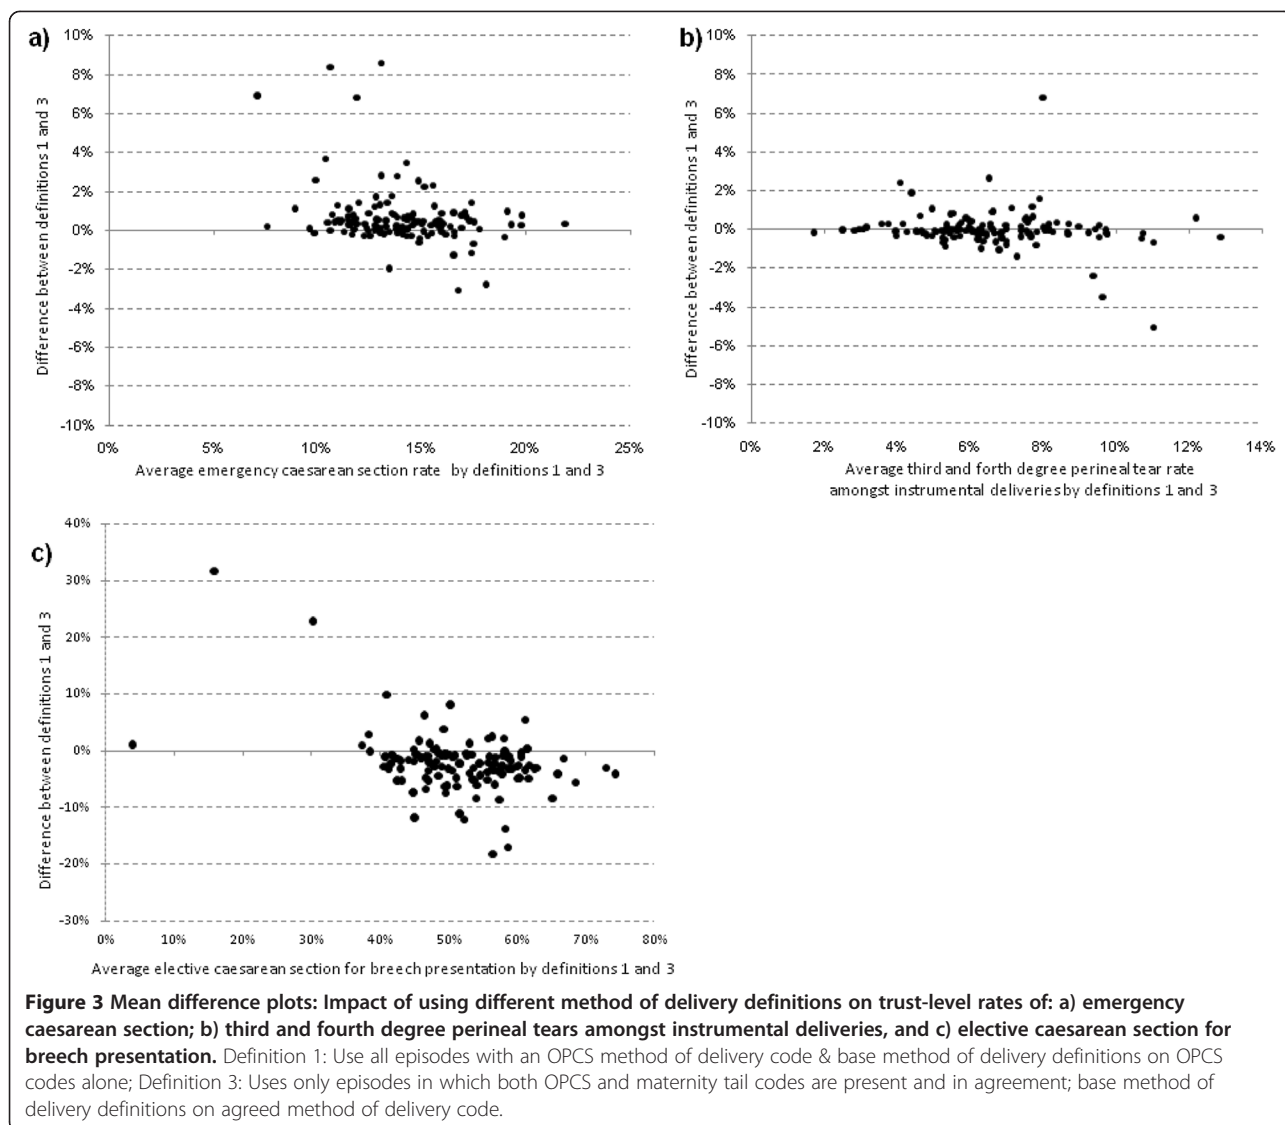 a)
10%
8%
6%
4%
2%
0%
-2%
-4%
-6%
-8%
-10%
Difference between definitions 1 and 3
0% 5% 10% 15% 20% 25%
Average emergency caesarean section rate by definitions 1 and 3
b)
10%
8%
6%
4%
2%
0%
-2%
-4%
-6%
-8%
-10%
Difference between definitions 1 and 3
0% 2% 4% 6% 8% 10% 12% 14%
Average third and forth degree perineal tear rate
amongst instrumental deliveries by definitions 1 and 3
c)
40%
30%
20%
10%
0%
-10%
-20%
-30%
Difference between definitions 1 and 3
0% 10% 20% 30% 40% 50% 60% 70% 80%
Average elective caesarean section for breech presentation by definitions 1 and 3
Figure 3 Mean difference plots: Impact of using different method of delivery definitions on trust-level rates of: a) emergency
caesarean section; b) third and fourth degree perineal tears amongst instrumental deliveries, and c) elective caesarean section for
breech presentation. Definition 1: Use all episodes with an OPCS method of delivery code & base method of delivery definitions on OPCS
codes alone; Definition 3: Uses only episodes in which both OPCS and maternity tail codes are present and in agreement; base method of
delivery definitions on agreed method of delivery code.